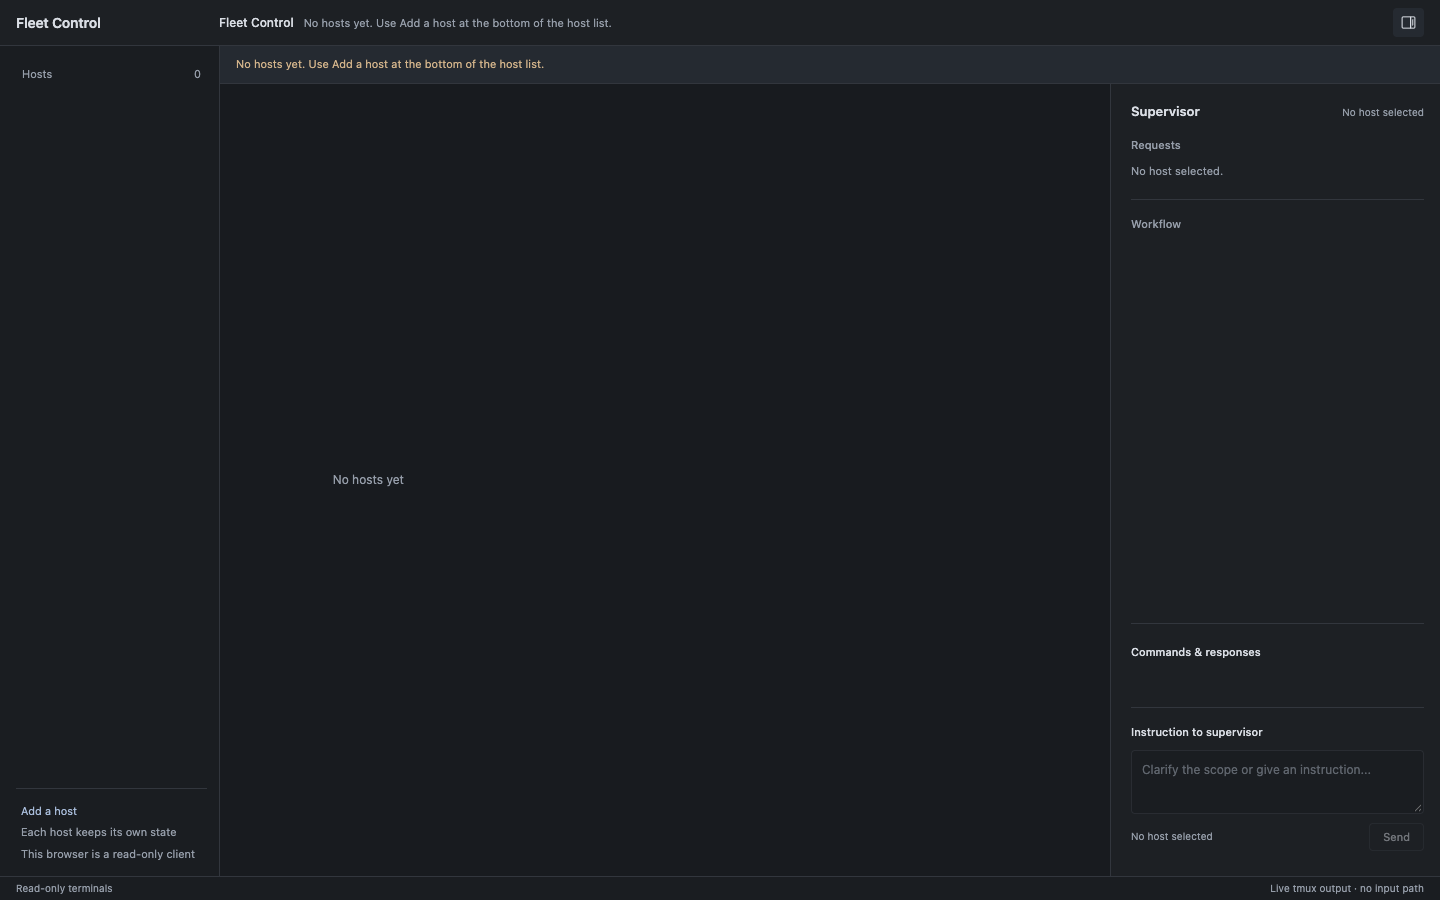 Fleet Control
Fleet Control No hosts yet. Use Add a host at the bottom of the host list.
Hosts 0
No hosts yet. Use Add a host at the bottom of the host list.
No hosts yet
Supervisor No host selected
Requests
No host selected.
Workflow
Commands & responses
Instruction to supervisor
Clarify the scope or give an instruction...
No host selected Send
Add a host
Each host keeps its own state
This browser is a read-only client
Read-only terminals
Live tmux output · no input path